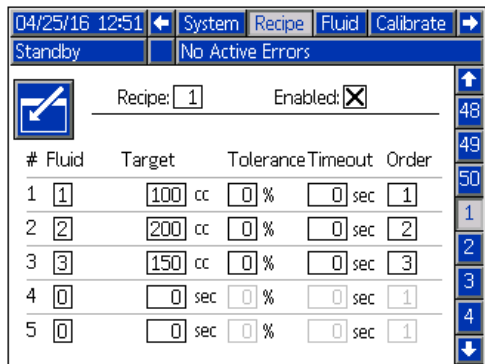 04/25/16 12:51 System Recipe Fluid Calibrate
Standby No Active Errors
Recipe: 1 Enabled:
48
49
50
1
2
3
4
# Fluid Target Tolerance Timeout Order
1 1 100 cc 0 % 0 sec 1
2 2 200 cc 0 % 0 sec 2
3 3 150 cc 0 % 0 sec 3
4 0 0 sec 0 % 0 sec 1
5 0 0 sec 0 % 0 sec 1